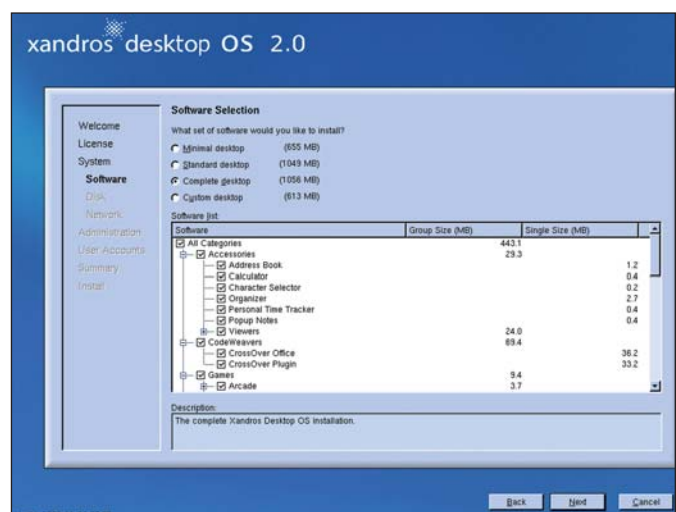 xandros desktop OS 2.0
Welcome
License
System
Software
Disk
Network
Administration
User Accounts
Summary
Install
Software Selection
What set of software would you like to install?
Minimal desktop (655 MB)
Standard desktop (1049 MB)
Complete desktop (1056 MB)
Custom desktop (613 MB)
Software list:
Software Group Size (MB) Single Size (MB)
All Categories 443.1
Accessories 29.3
Address Book 1.2
Calculator 0.4
Character Selector 0.2
Organizer 2.7
Personal Time Tracker 0.4
Popup Notes 0.4
Viewers 24.0
CodeWeavers 69.4
CrossOver Office 36.2
CrossOver Plugin 33.2
Games 9.4
Arcade 3.7
Description:
The complete Xandros Desktop OS installation.
Back Next Cancel